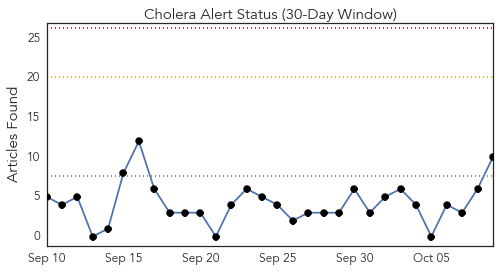 Cholera Alert Status (30-Day Window)
Articles Found
25
20
15
10
5
0
Sep 10 Sep 15 Sep 20 Sep 25 Sep 30 Oct 05